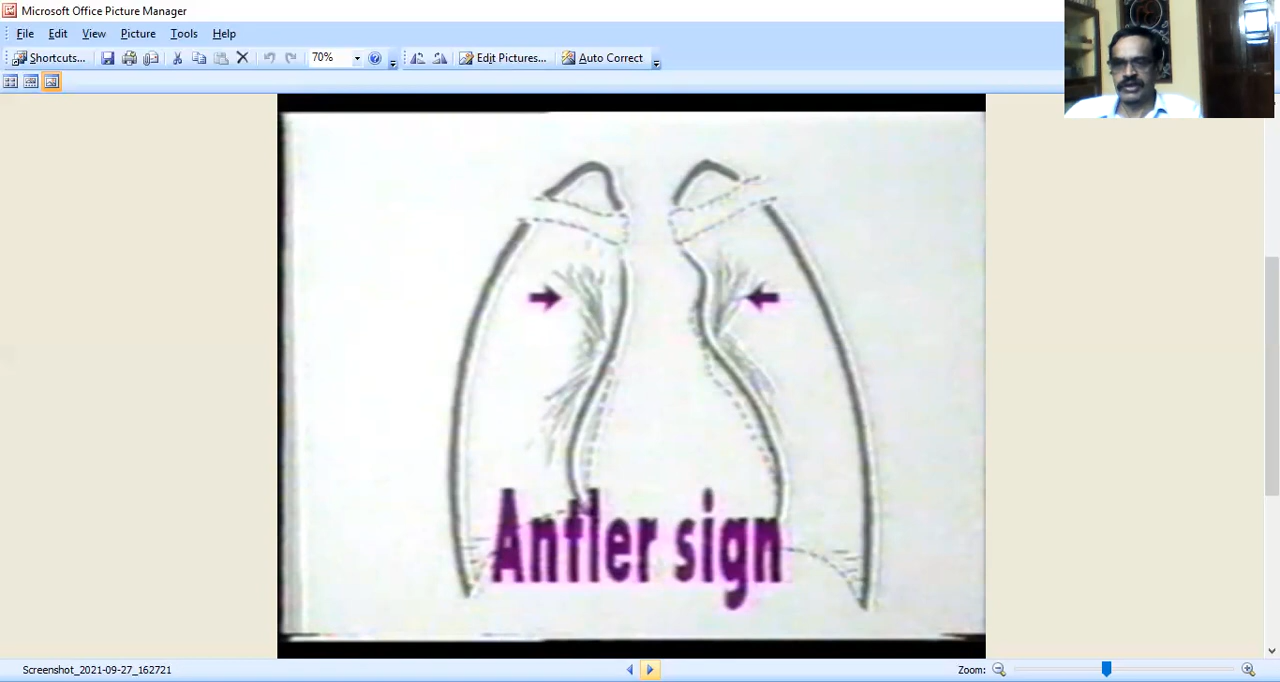 Microsoft Office Picture Manager
File Edit View Picture Tools Help
Shortcuts... 70% Edit Pictures... Auto Correct
Antler sign
Screenshot_2021-09-27_162721 Zoom: